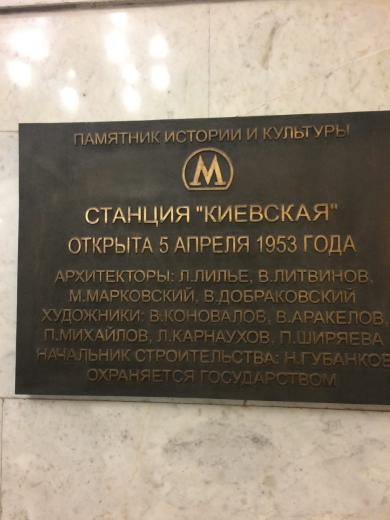 ПАМЯТНИК ИСТОРИИ И КУЛЬТУРЫ
М
СТАНЦИЯ "КИЕВСКАЯ"
ОТКРЫТА 5 АПРЕЛЯ 1953 ГОДА
АРХИТЕКТОРЫ: Л.ЛИЛЬЕ, В.ЛИТВИНОВ,
М.МАРКОВСКИЙ, В.ДОБРАКОВСКИЙ
ХУДОЖНИКИ: В.КОНОВАЛОВ, В.АРАКЕЛОВ,
П.МИХАЙЛОВ, Л.КАРНАУХОВ, П.ШИРЯЕВА
НАЧАЛЬНИК СТРОИТЕЛЬСТВА: Н.ГУБАНКОВ
ОХРАНЯЕТСЯ ГОСУДАРСТВОМ